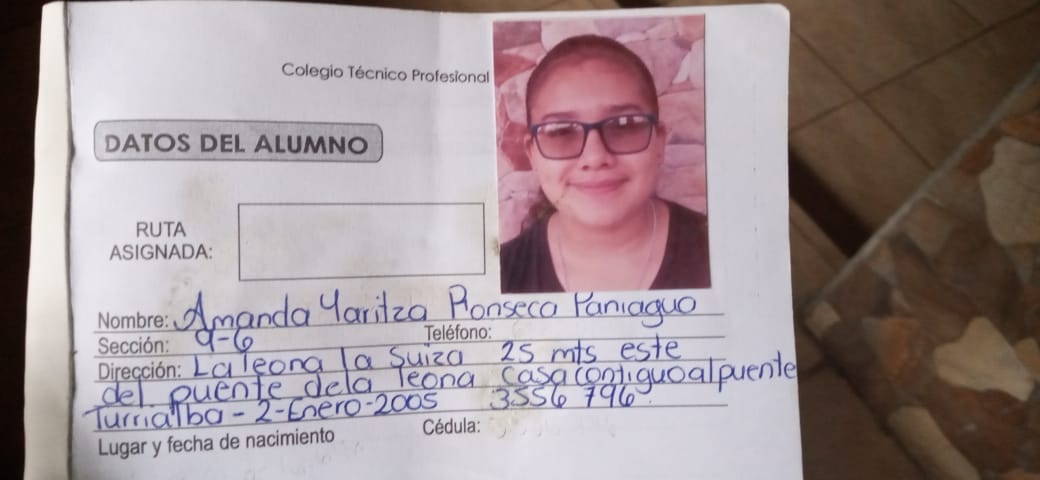 Colegio Técnico Profesional
DATOS DEL ALUMNO
RUTA
ASIGNADA:
Nombre: Amanda Yaritza Fonseca Paniagua
Sección: 9-6 Teléfono:
Dirección: La leona la Suiza 25 mts este
del puente dela leona casa contiguo al puente
Turrialba - 2-Enero-2005 3556 796
Lugar y fecha de nacimiento Cédula: